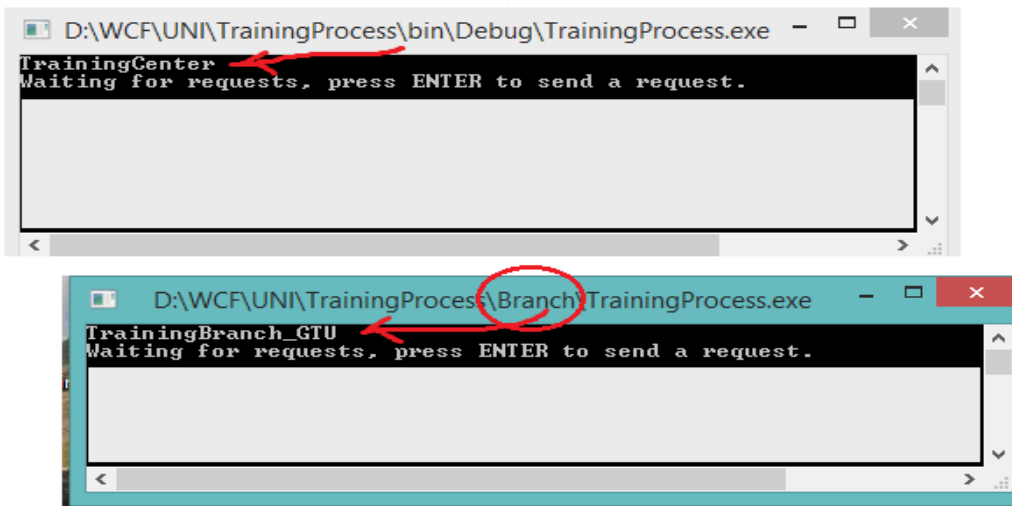 D:\WCF\UNI\TrainingProcess\bin\Debug\TrainingProcess.exe
TrainingCenter
Waiting for requests, press ENTER to send a request.
D:\WCF\UNI\TrainingProcess\Branch\TrainingProcess.exe
TrainingBranch_GTU
Waiting for requests, press ENTER to send a request.